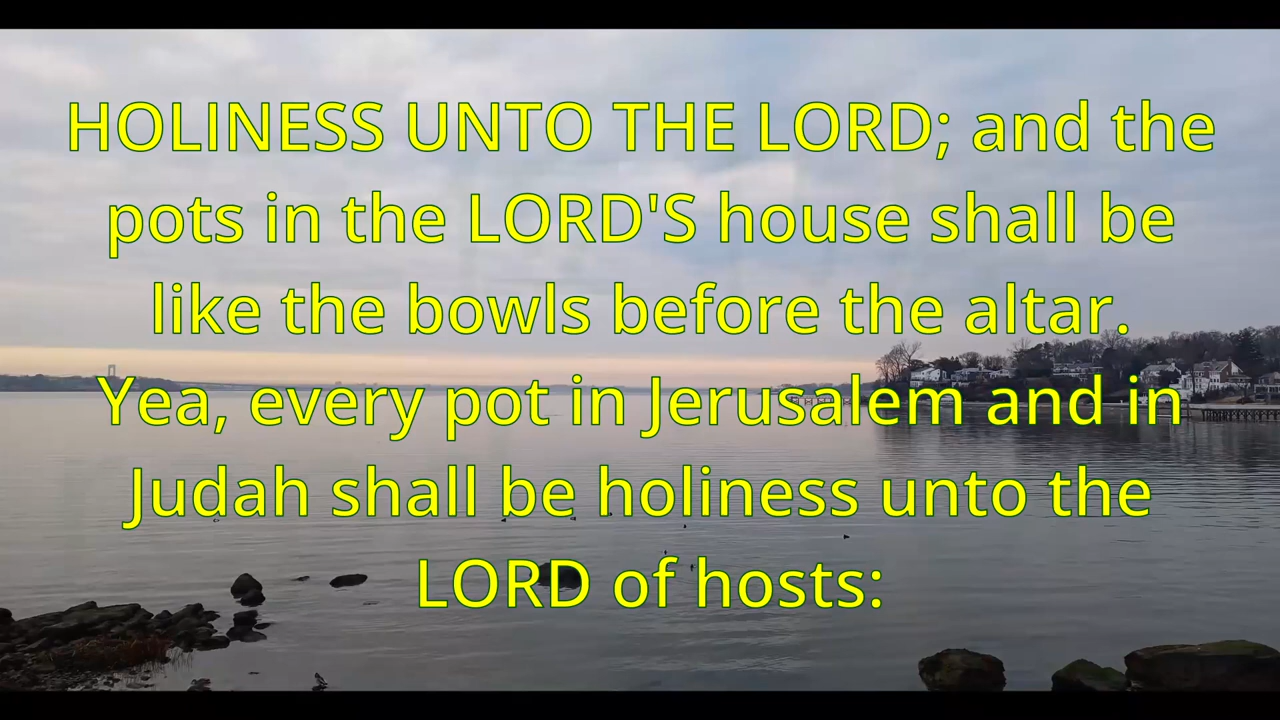 HOLINESS UNTO THE LORD; and the
pots in the LORD'S house shall be
like the bowls before the altar.
Yea, every pot in Jerusalem and in
Judah shall be holiness unto the
LORD of hosts: